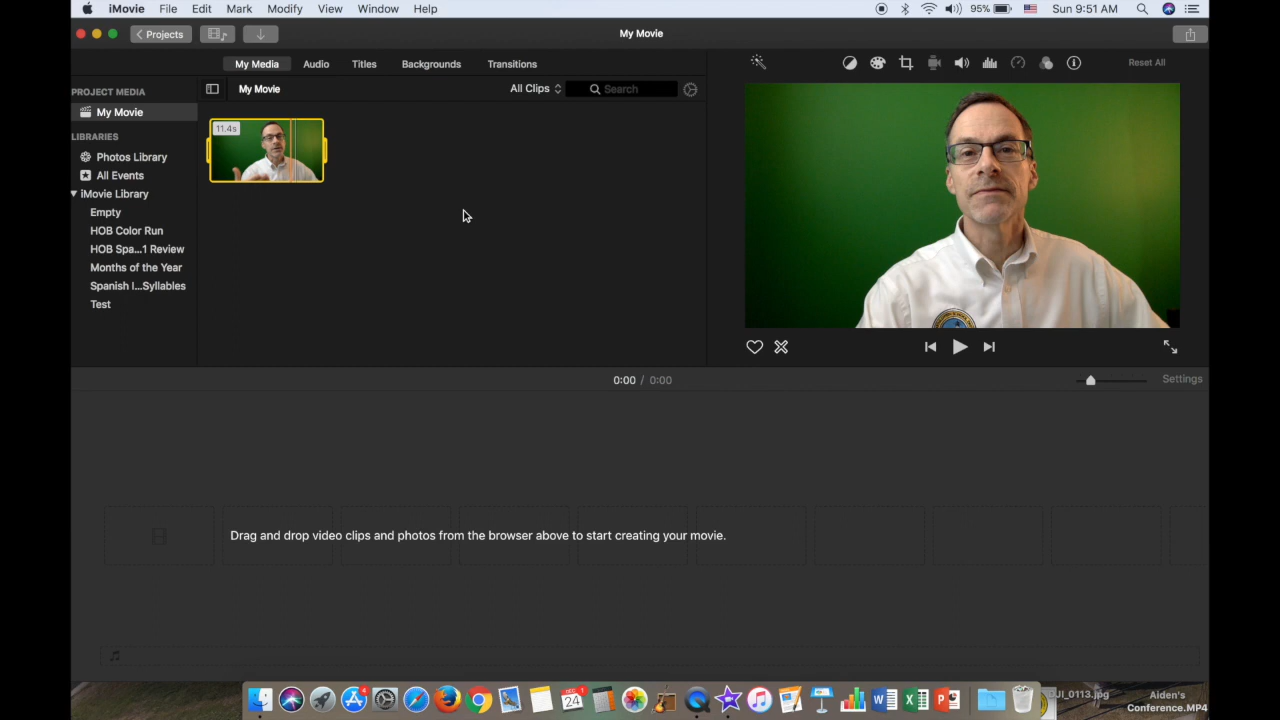 iMovie File Edit Mark Modify View Window Help 95% Sun 9:51 AM
Projects My Movie
My Media Audio Titles Backgrounds Transitions Reset All
PROJECT MEDIA My Movie All Clips Search
My Movie
11.4s
LIBRARIES
Photos Library
All Events
iMovie Library
Empty
HOB Color Run
HOB Spa...1 Review
Months of the Year
Spanish I...Syllables
Test
0:00 / 0:00 Settings
Drag and drop video clips and photos from the browser above to start creating your movie.
DEC
24
W X P
DJI_0113.jpg
Aiden's
Conference.MP4